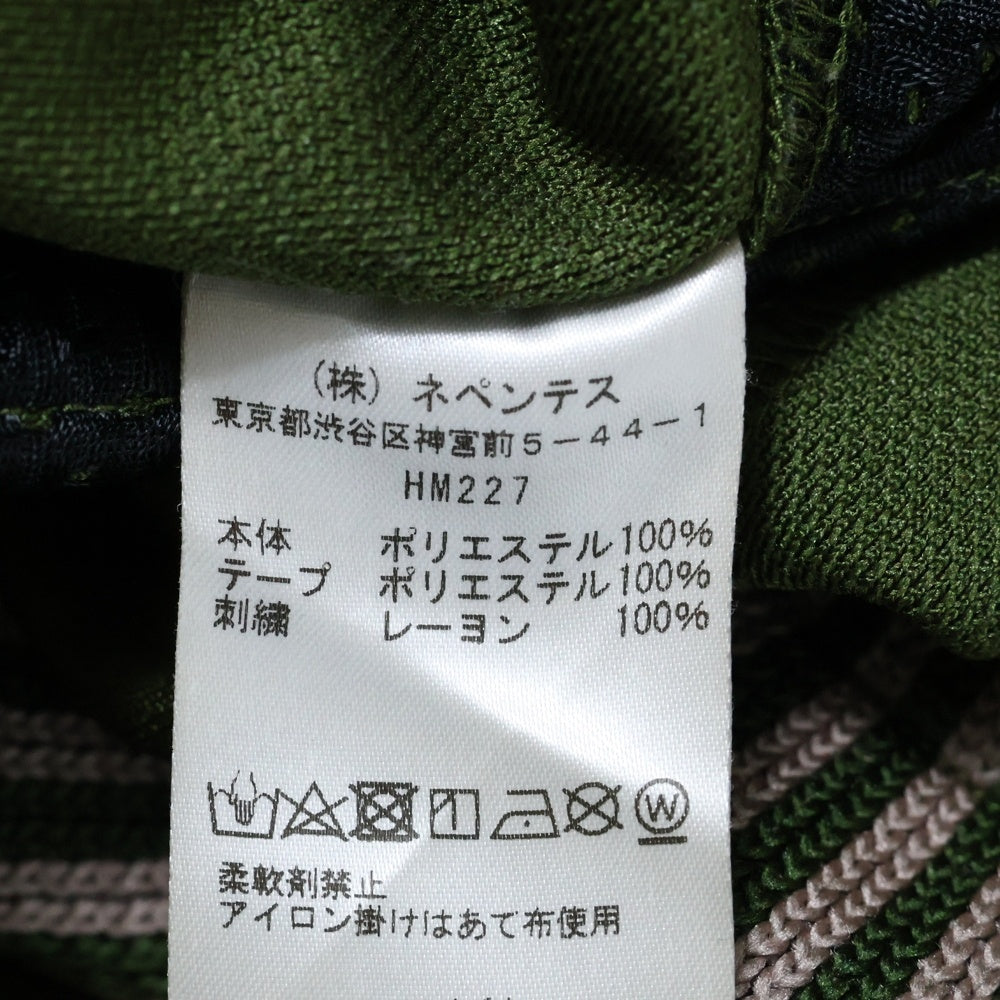 (株) ネペンテス
東京都渋谷区神宮前5-44-1
HM227
本体 ポリエステル100%
テープ ポリエステル100%
刺繍 レーヨン 100%
W
柔軟剤禁止
アイロン掛けはあて布使用